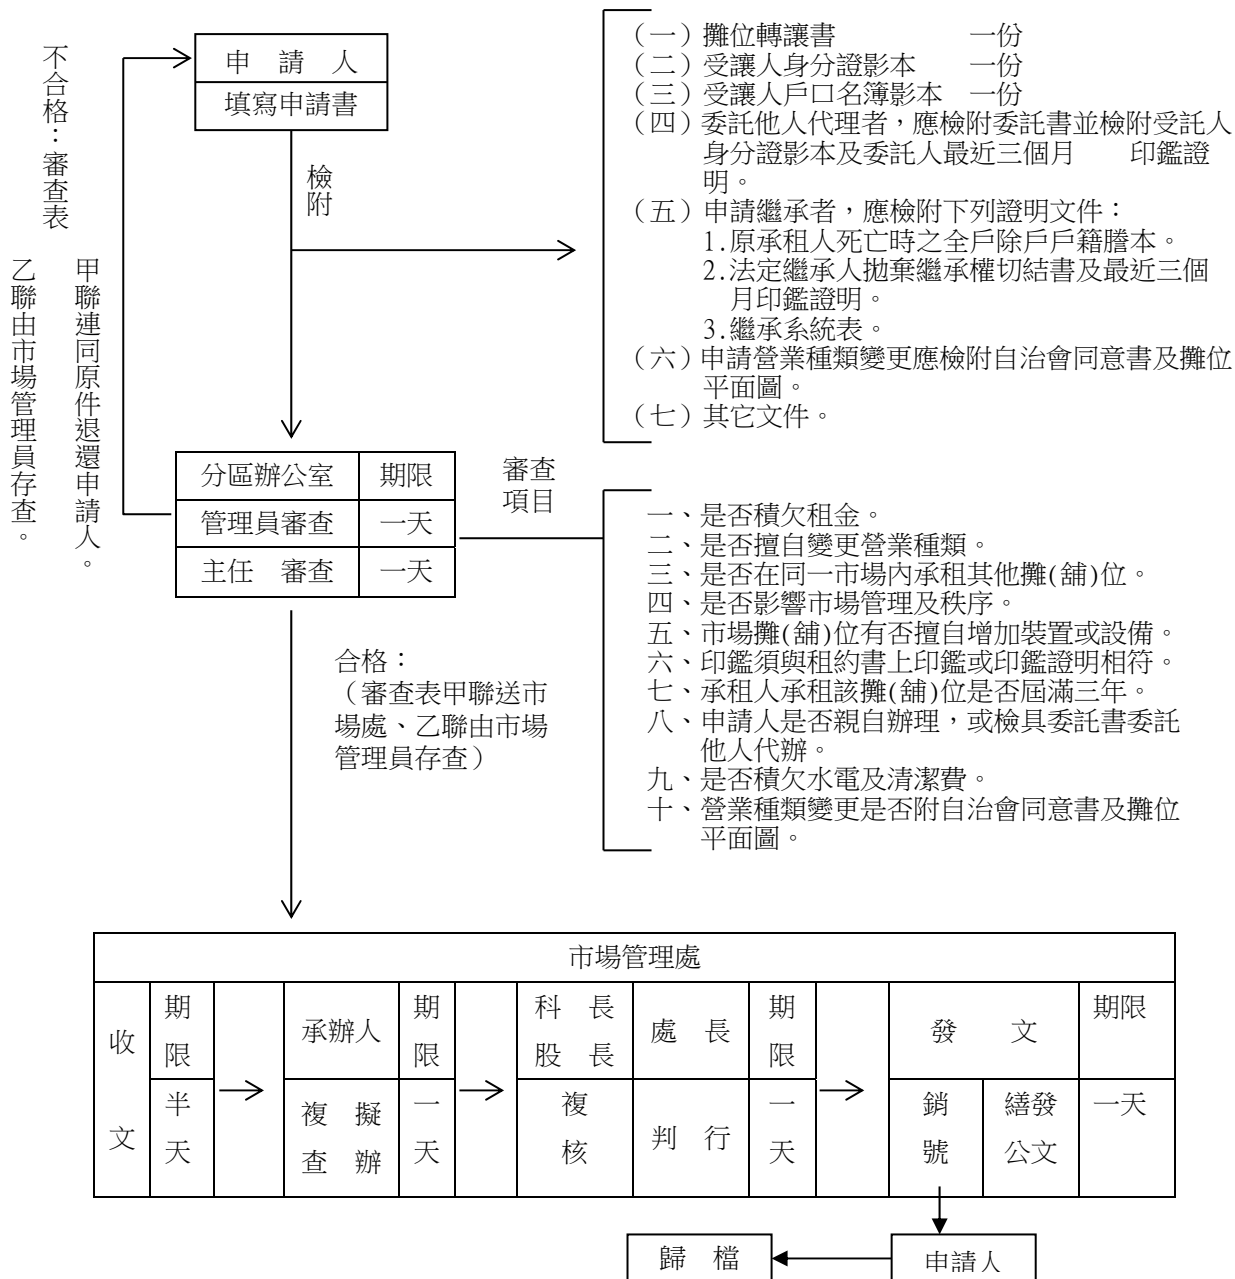 不合格：審查表
甲聯連同原件退還申請人。
乙聯由市場管理員存查。
申 請 人
填寫申請書
檢附
（一）攤位轉讓書 一份
（二）受讓人身分證影本 一份
（三）受讓人戶口名簿影本 一份
（四）委託他人代理者，應檢附委託書並檢附受託人
身分證影本及委託人最近三個月 印鑑證
明。
（五）申請繼承者，應檢附下列證明文件：
1.原承租人死亡時之全戶除戶戶籍謄本。
2.法定繼承人拋棄繼承權切結書及最近三個
月印鑑證明。
3.繼承系統表。
（六）申請營業種類變更應檢附自治會同意書及攤位
平面圖。
（七）其它文件。
分區辦公室 期限
管理員審查 一天
主任 審查 一天
審查
項目
一、是否積欠租金。
二、是否擅自變更營業種類。
三、是否在同一市場內承租其他攤(舖)位。
四、是否影響市場管理及秩序。
五、市場攤(舖)位有否擅自增加裝置或設備。
六、印鑑須與租約書上印鑑或印鑑證明相符。
七、承租人承租該攤(舖)位是否屆滿三年。
八、申請人是否親自辦理，或檢具委託書委託
他人代辦。
九、是否積欠水電及清潔費。
十、營業種類變更是否附自治會同意書及攤位
平面圖。
合格：
（審查表甲聯送市
場處、乙聯由市場
管理員存查）
市場管理處
收文
期限
半天
承辦人
複 擬
查 辦
期限
一天
科 長
股 長
複核
處 長
判 行
期限
一天
發 文
銷號
繕發
公文
期限
一天
歸 檔
申請人